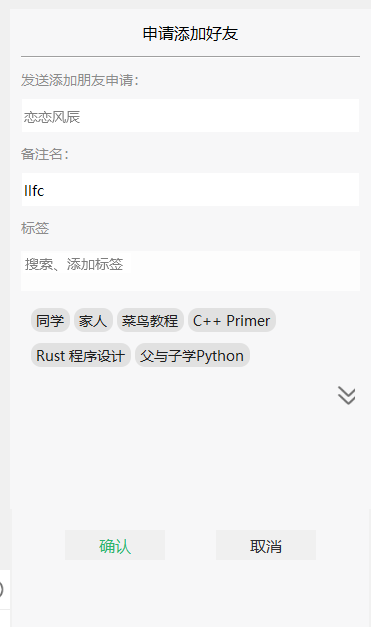 申请添加好友
发送添加朋友申请：
恋恋风辰
备注名：
llfc
标签
搜索、添加标签
同学 家人 菜鸟教程 C++ Primer
Rust 程序设计 父与子学Python
确认 取消